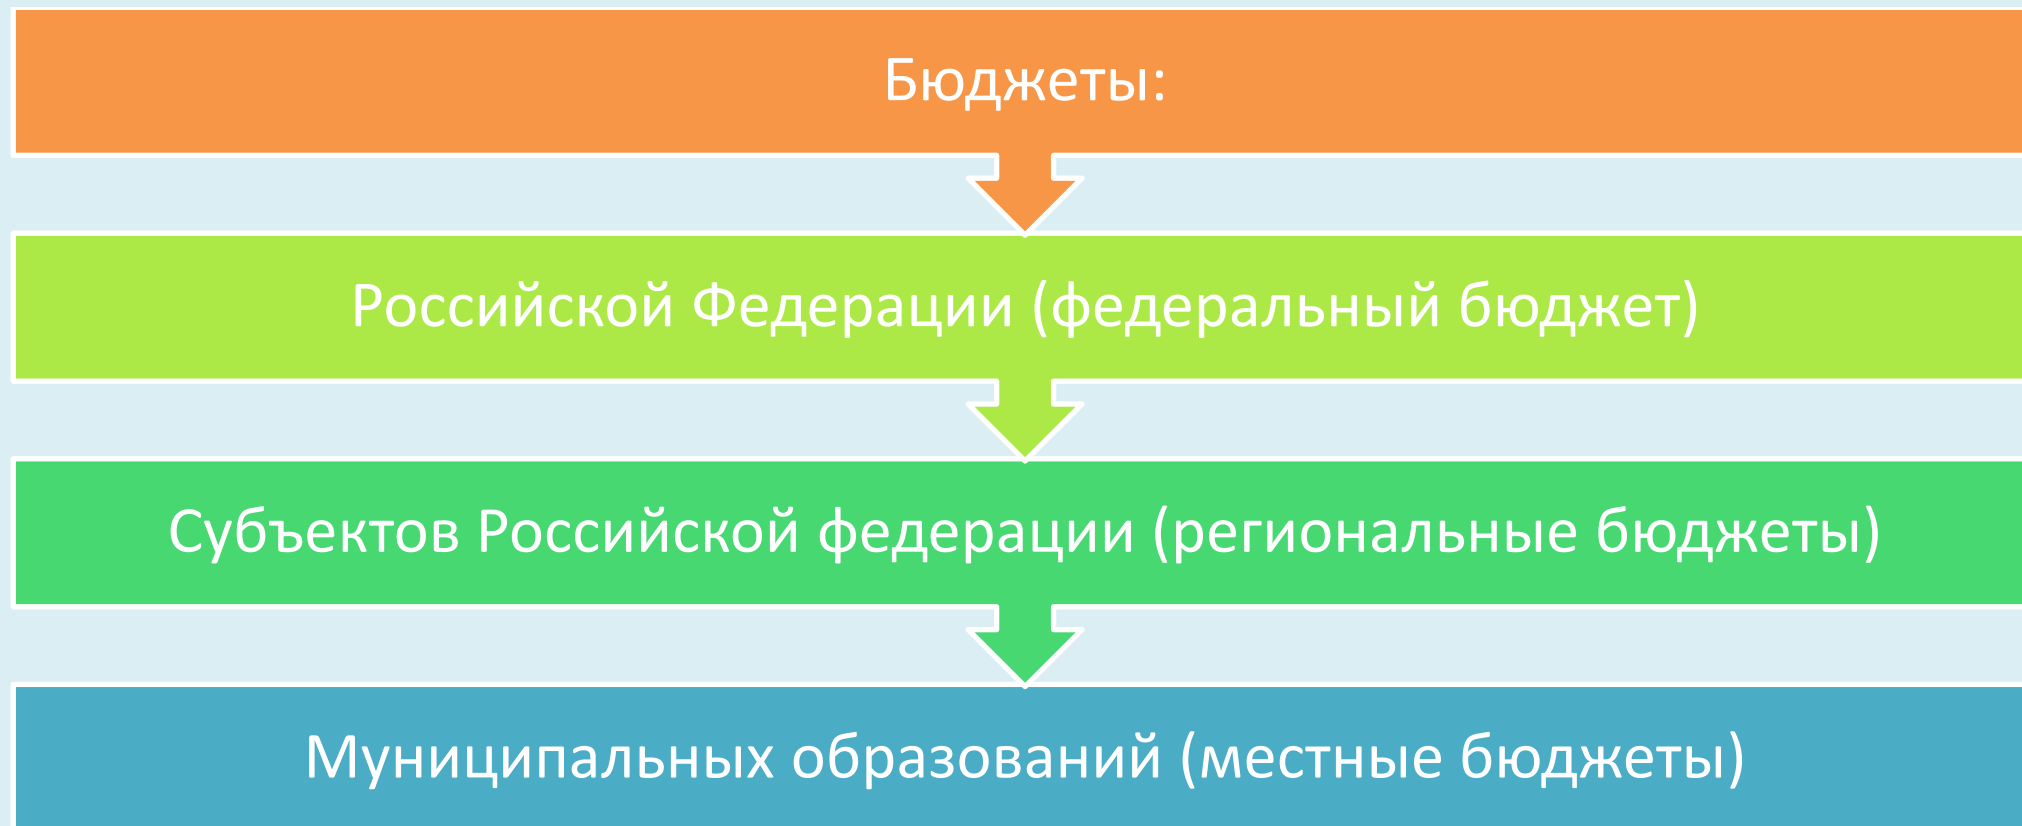 Бюджеты:
Российской Федерации (федеральный бюджет)
Субъектов Российской федерации (региональные бюджеты)
Муниципальных образований (местные бюджеты)